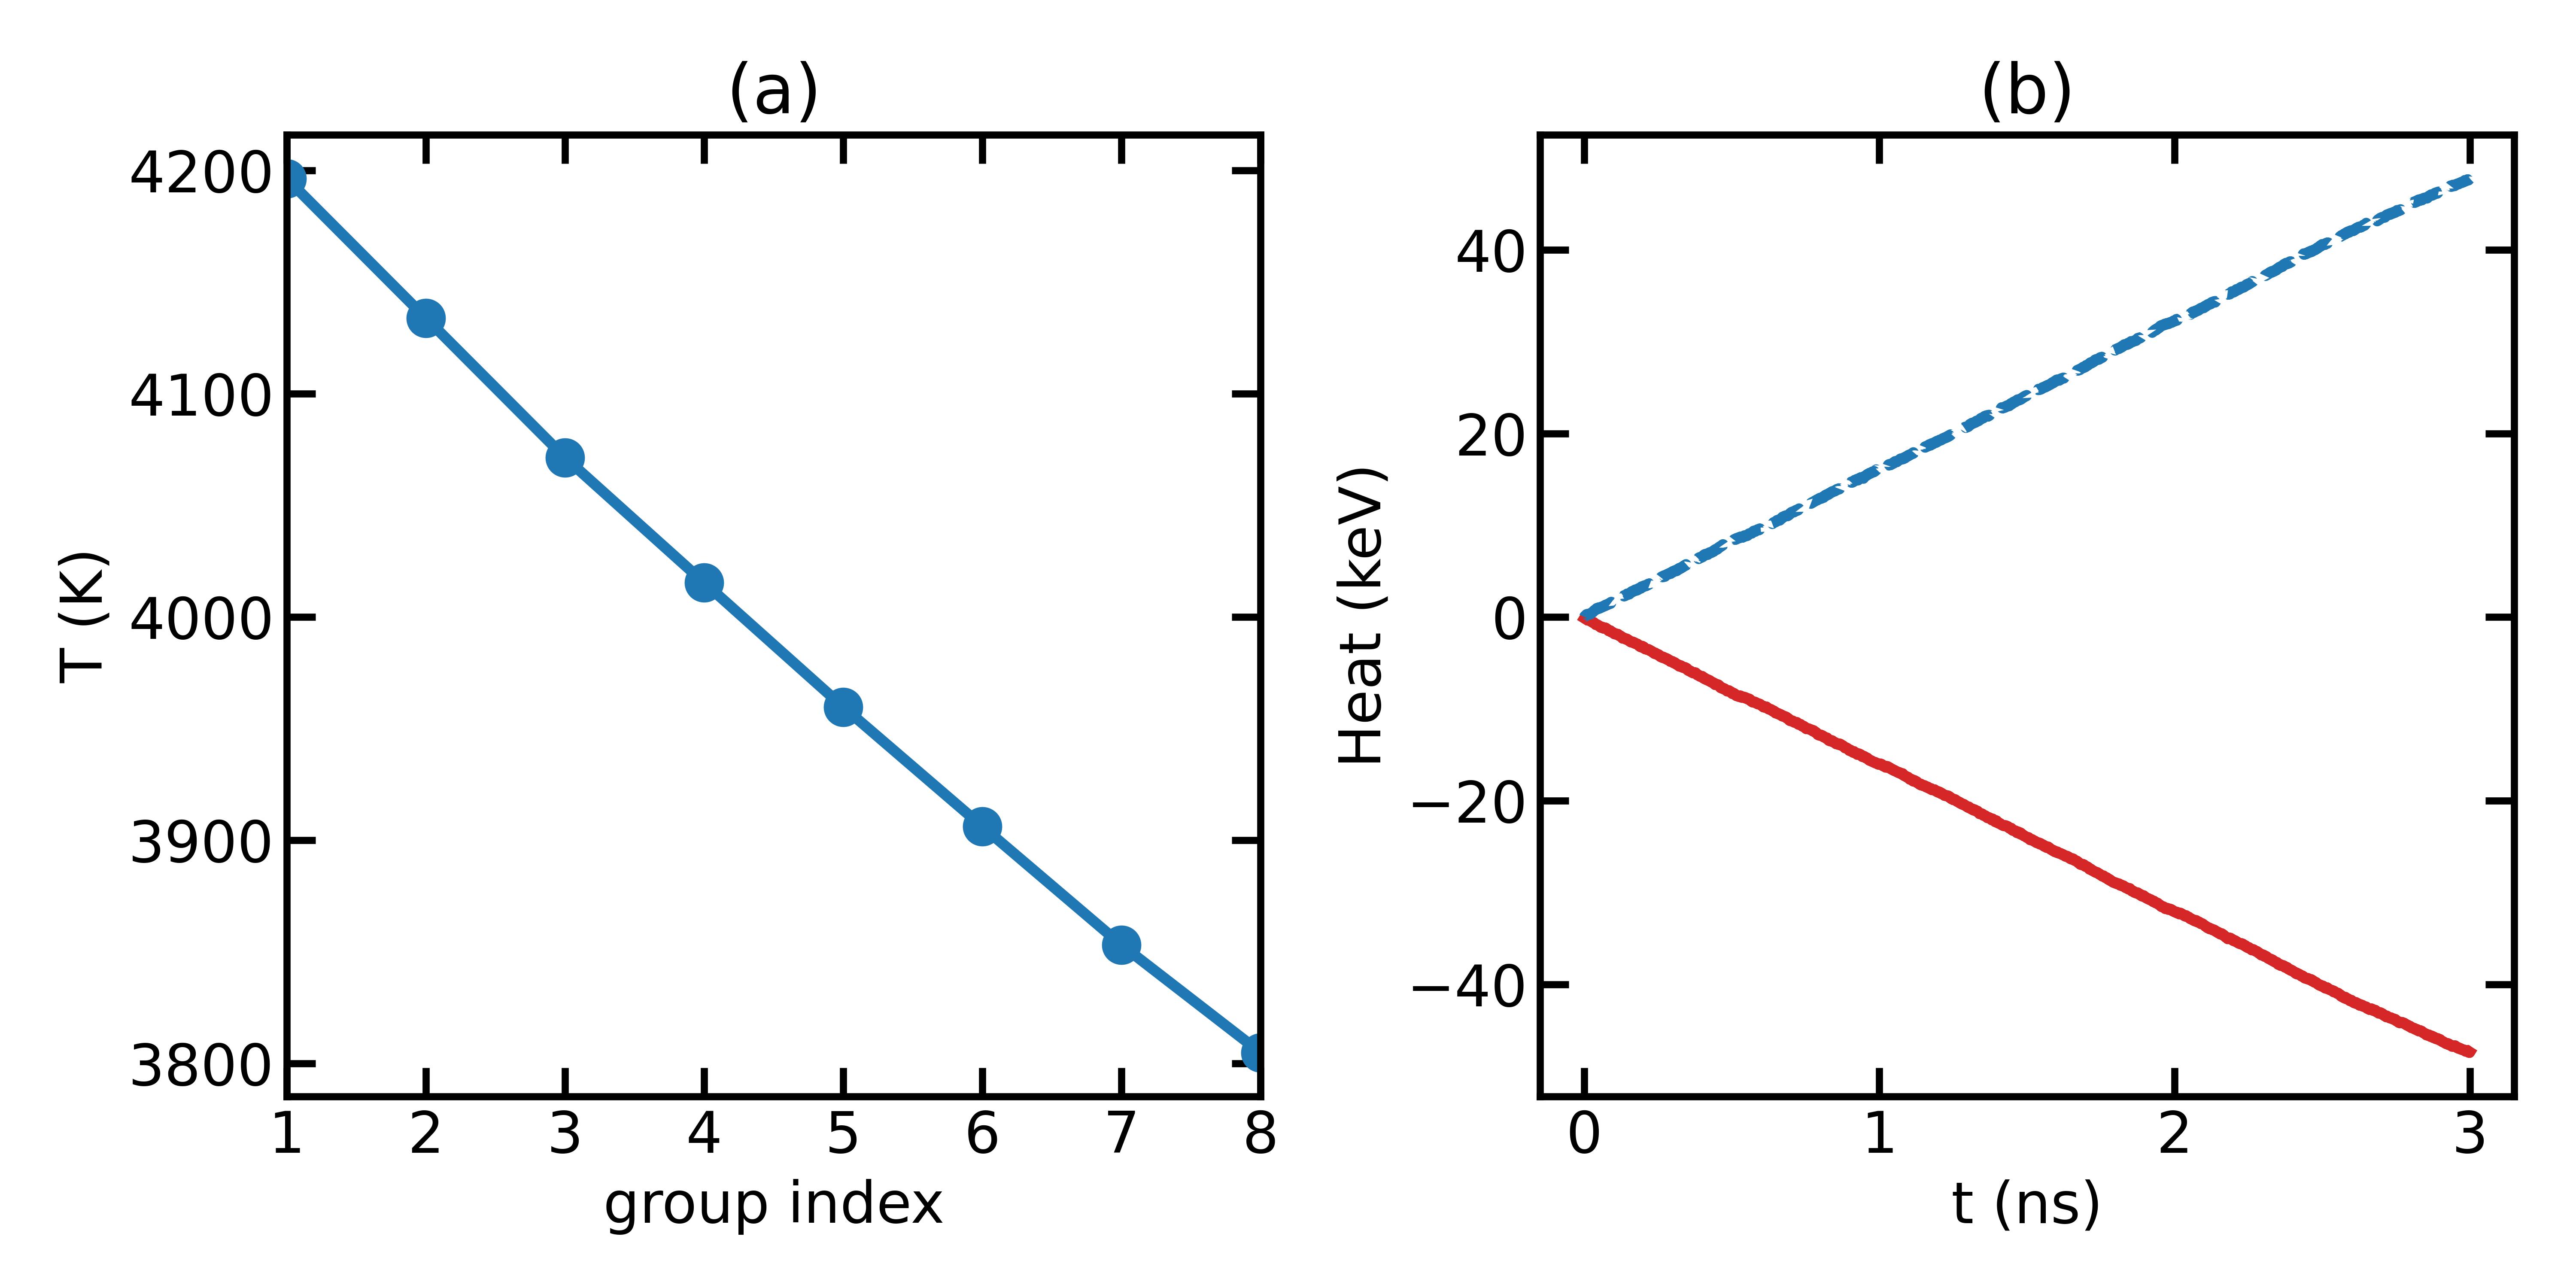 (a)
T (K)
4200
4100
4000
3900
3800
1 2 3 4 5 6 7 8
group index
(b)
Heat (keV)
40
20
0
−20
−40
0 1 2 3
t (ns)